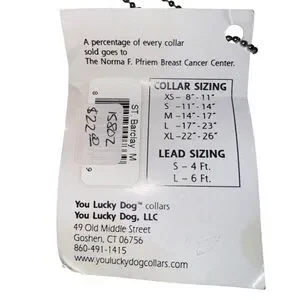 A percentage of every collar
sold goes to
The Norma F. Pfriem Breast Cancer Center.
COLLAR SIZING
XS– 8"- 11"
S –11"- 14"
M –14"- 17"
L –17"- 23"
XL–22"- 26"
LEAD SIZING
S – 4 Ft.
L – 6 Ft.
ST Barclay M
NS80Z
$22.00
8
9
You Lucky Dog™ collars
You Lucky Dog, LLC
49 Old Middle Street
Goshen, CT 06756
860-491-1415
www.youluckydogcollars.com